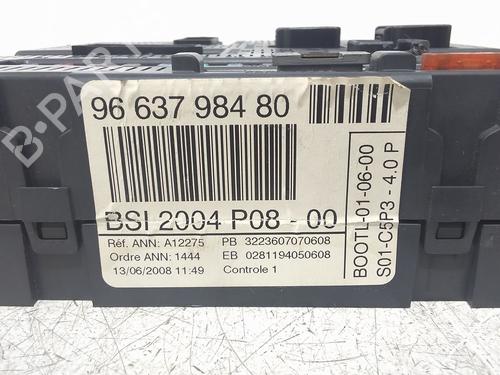 96 637 984 80
BSI 2004 P08 - 00
Réf. ANN: A12275 PB 3223607070608
Ordre ANN: 1444 EB 0281194050608
13/06/2008 11:49 Controle 1
BOOTL-01-06-00
S01-C5P3 - 4.0 P
B-PARTS